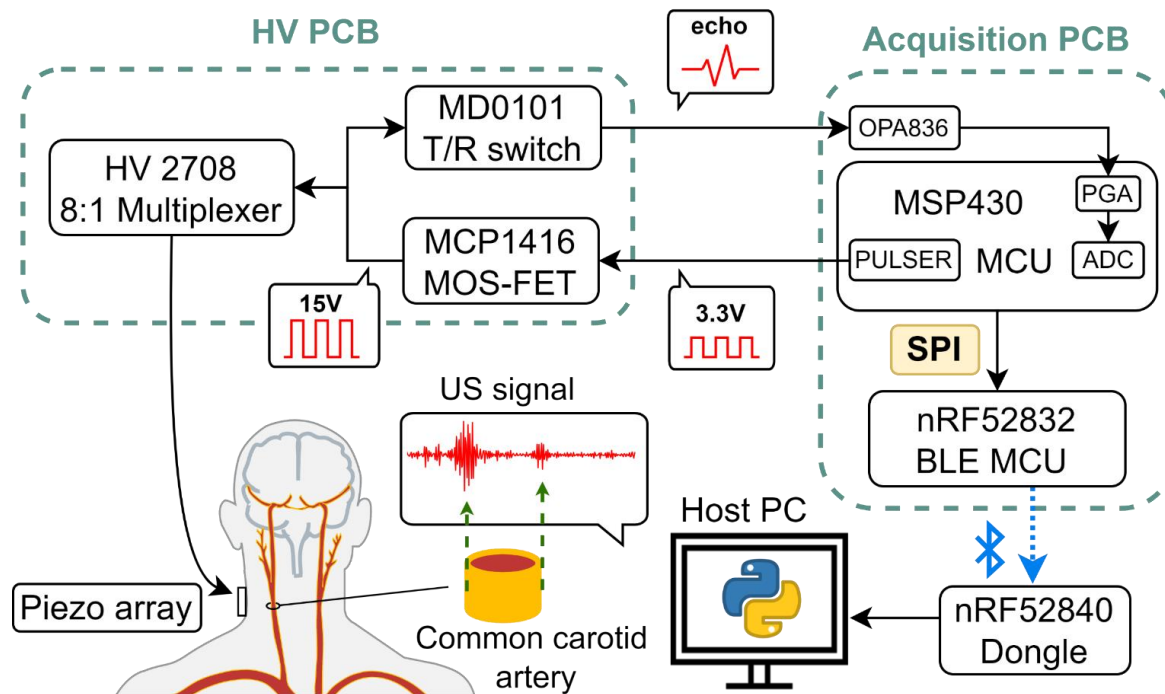 HV PCB
echo
Acquisition PCB
MD0101
T/R switch
OPA836
HV 2708
8:1 Multiplexer
MSP430
MCU
PGA
ADC
PULSER
MCP1416
MOS-FET
15V
3.3V
SPI
US signal
nRF52832
BLE MCU
Host PC
Piezo array
Common carotid
artery
nRF52840
Dongle